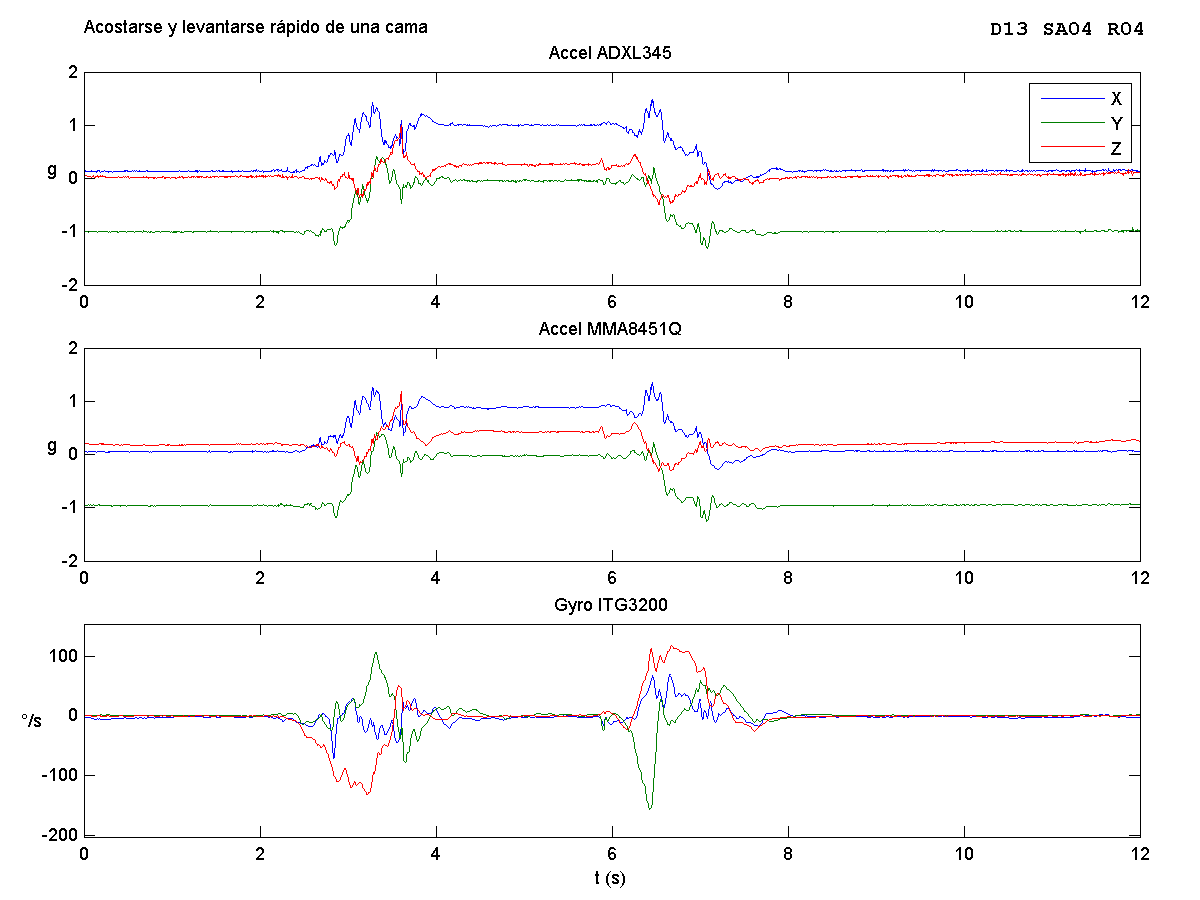 Acostarse y levantarse rápido de una cama
D13 SA04 R04
Accel ADXL345
2
1
0
-1
-2
g
X
Y
Z
0 2 4 6 8 10 12
Accel MMA8451Q
2
1
0
-1
-2
g
0 2 4 6 8 10 12
Gyro ITG3200
100
0
-100
-200
°/s
0 2 4 6 8 10 12
t (s)